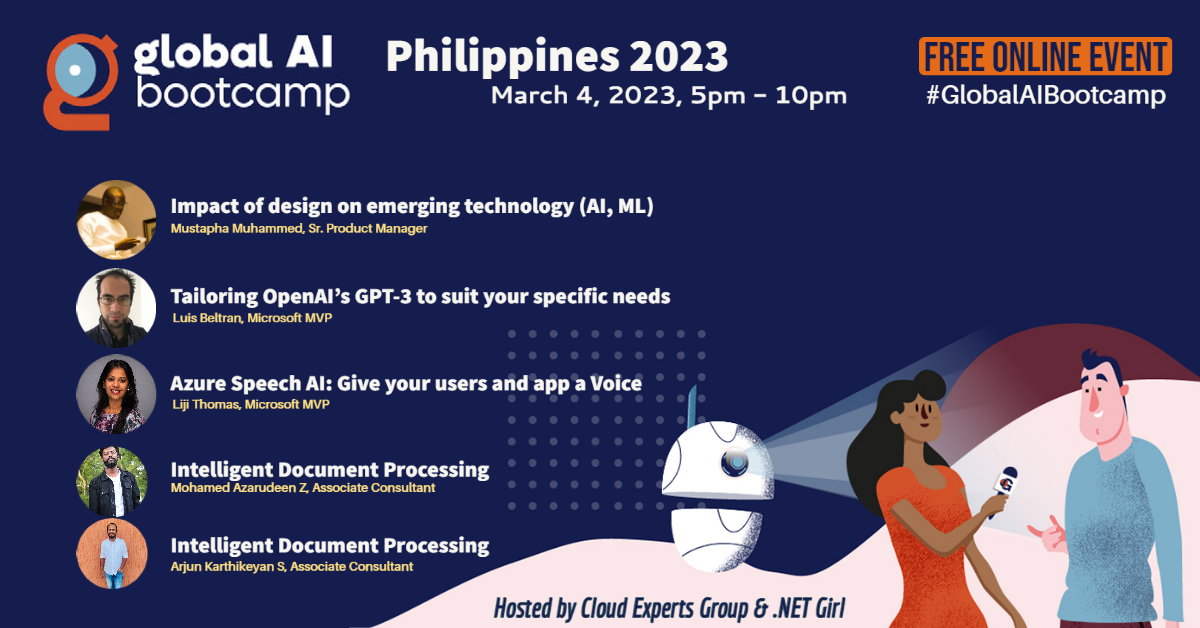 global AI
bootcamp
Philippines 2023
March 4, 2023, 5pm – 10pm
FREE ONLINE EVENT
#GlobalAIBootcamp
Impact of design on emerging technology (AI, ML)
Mustapha Muhammed, Sr. Product Manager
Tailoring OpenAI's GPT-3 to suit your specific needs
Luis Beltran, Microsoft MVP
Azure Speech AI: Give your users and app a Voice
Liji Thomas, Microsoft MVP
Intelligent Document Processing
Mohamed Azarudeen Z, Associate Consultant
Intelligent Document Processing
Arjun Karthikeyan S, Associate Consultant
Hosted by Cloud Experts Group & .NET Girl